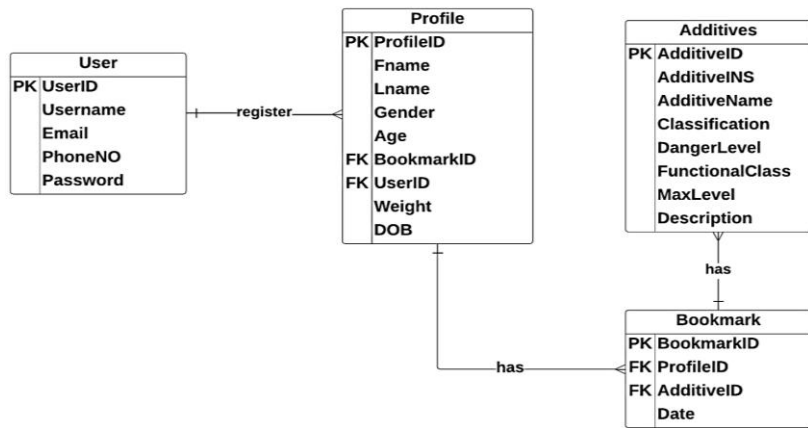 User
PK UserID
Username
Email
PhoneNO
Password
register
Profile
PK ProfileID
Fname
Lname
Gender
Age
FK BookmarkID
FK UserID
Weight
DOB
has
Additives
PK AdditiveID
AdditiveINS
AdditiveName
Classification
DangerLevel
FunctionalClass
MaxLevel
Description
has
Bookmark
PK BookmarkID
FK ProfileID
FK AdditiveID
Date